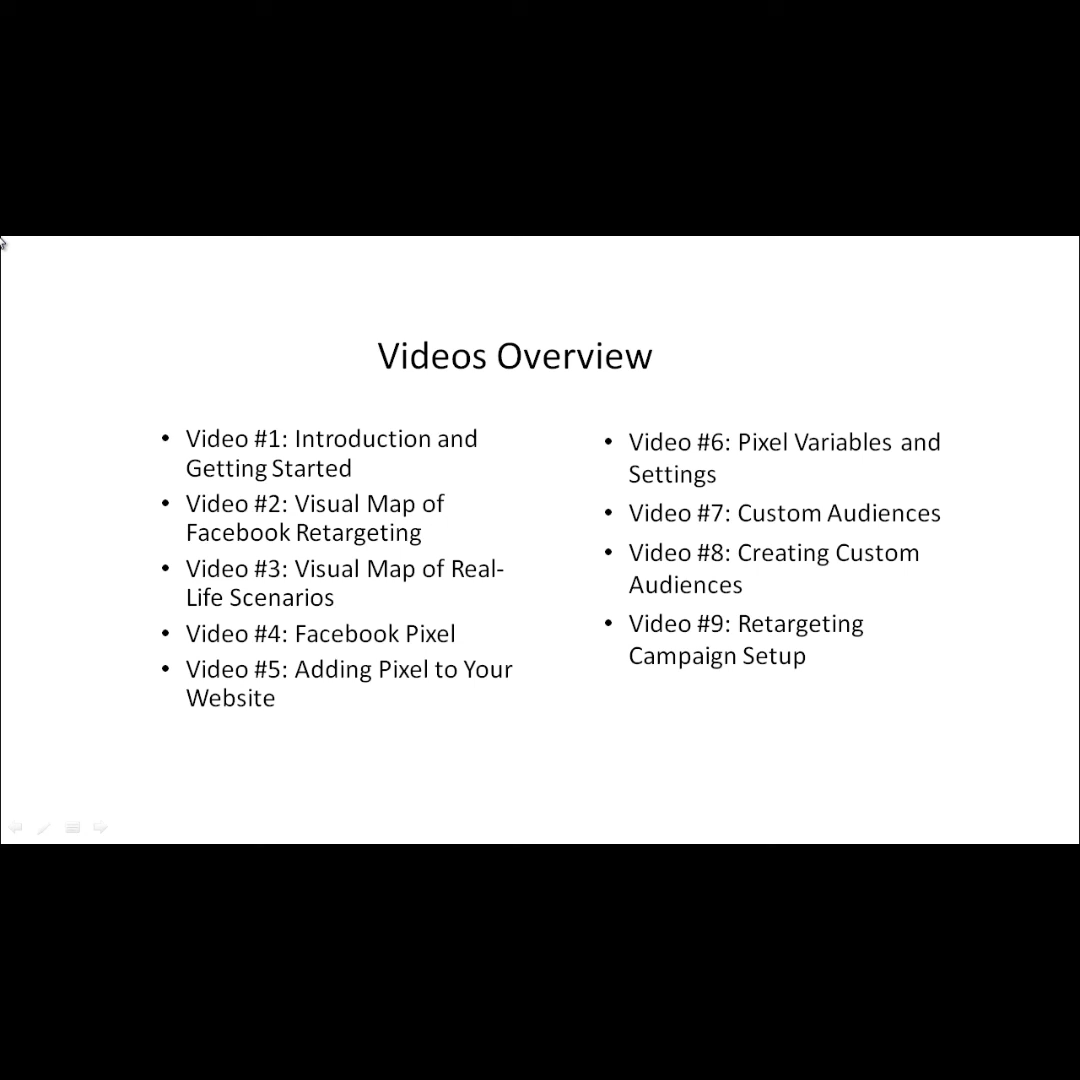 Videos Overview
• Video #1: Introduction and
Getting Started
• Video #2: Visual Map of
Facebook Retargeting
• Video #3: Visual Map of Real-
Life Scenarios
• Video #4: Facebook Pixel
• Video #5: Adding Pixel to Your
Website
• Video #6: Pixel Variables and
Settings
• Video #7: Custom Audiences
• Video #8: Creating Custom
Audiences
• Video #9: Retargeting
Campaign Setup